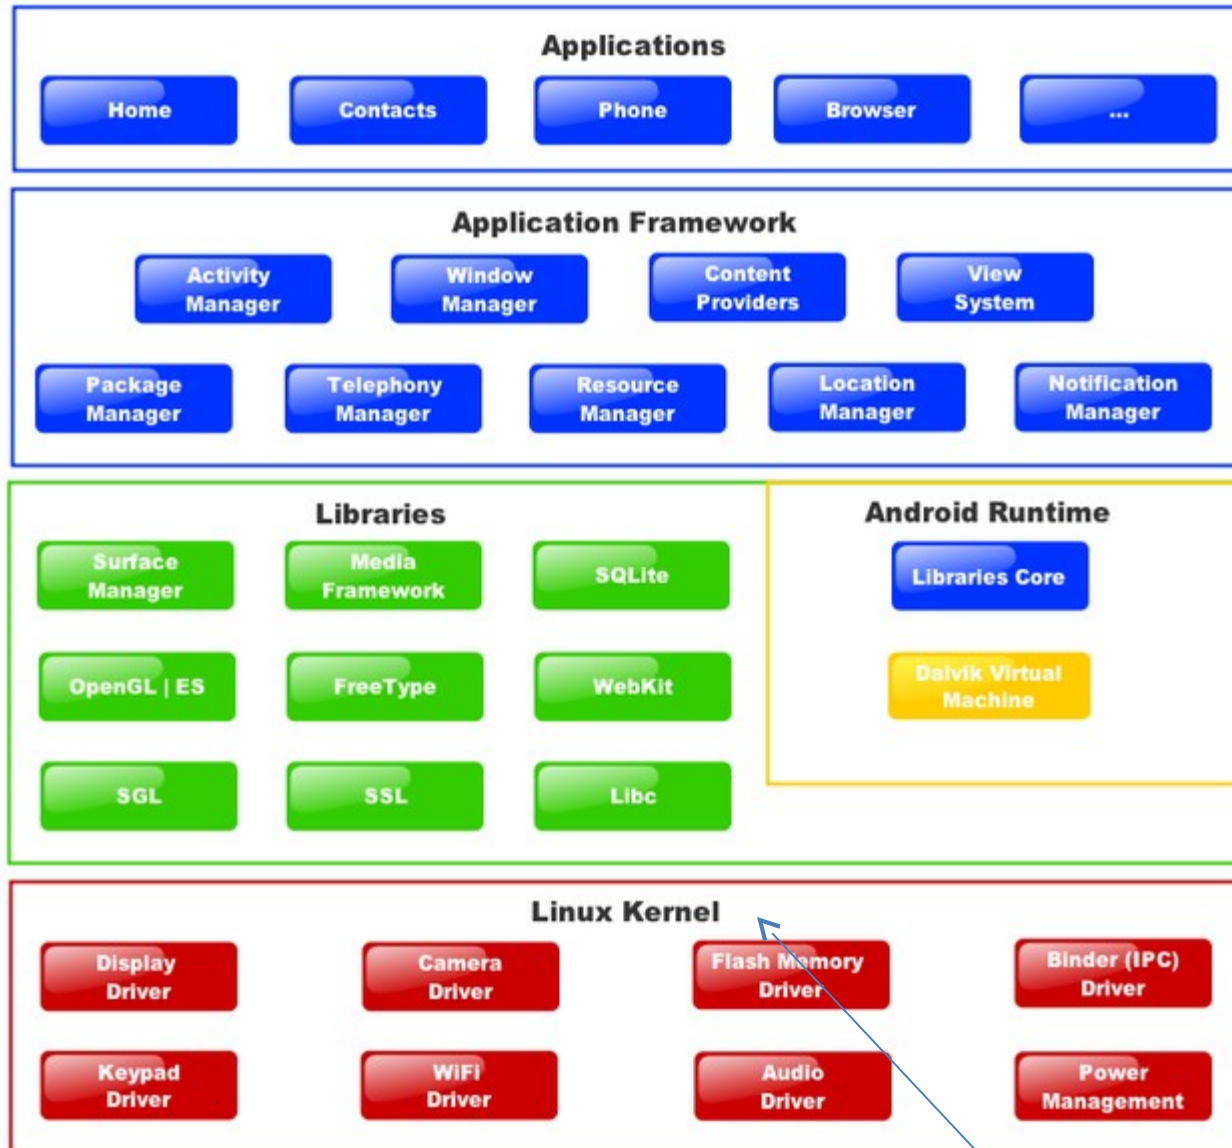 Applications
Home
Contacts
Phone
Browser
...
Application Framework
Activity
Manager
Window
Manager
Content
Providers
View
System
Package
Manager
Telephony
Manager
Resource
Manager
Location
Manager
Notification
Manager
Libraries
Surface
Manager
Media
Framework
SQLite
OpenGL | ES
FreeType
WebKit
SGL
SSL
Libc
Android Runtime
Libraries Core
Dalvik Virtual
Machine
Linux Kernel
Display
Driver
Camera
Driver
Flash Memory
Driver
Binder (IPC)
Driver
Keypad
Driver
WiFi
Driver
Audio
Driver
Power
Management